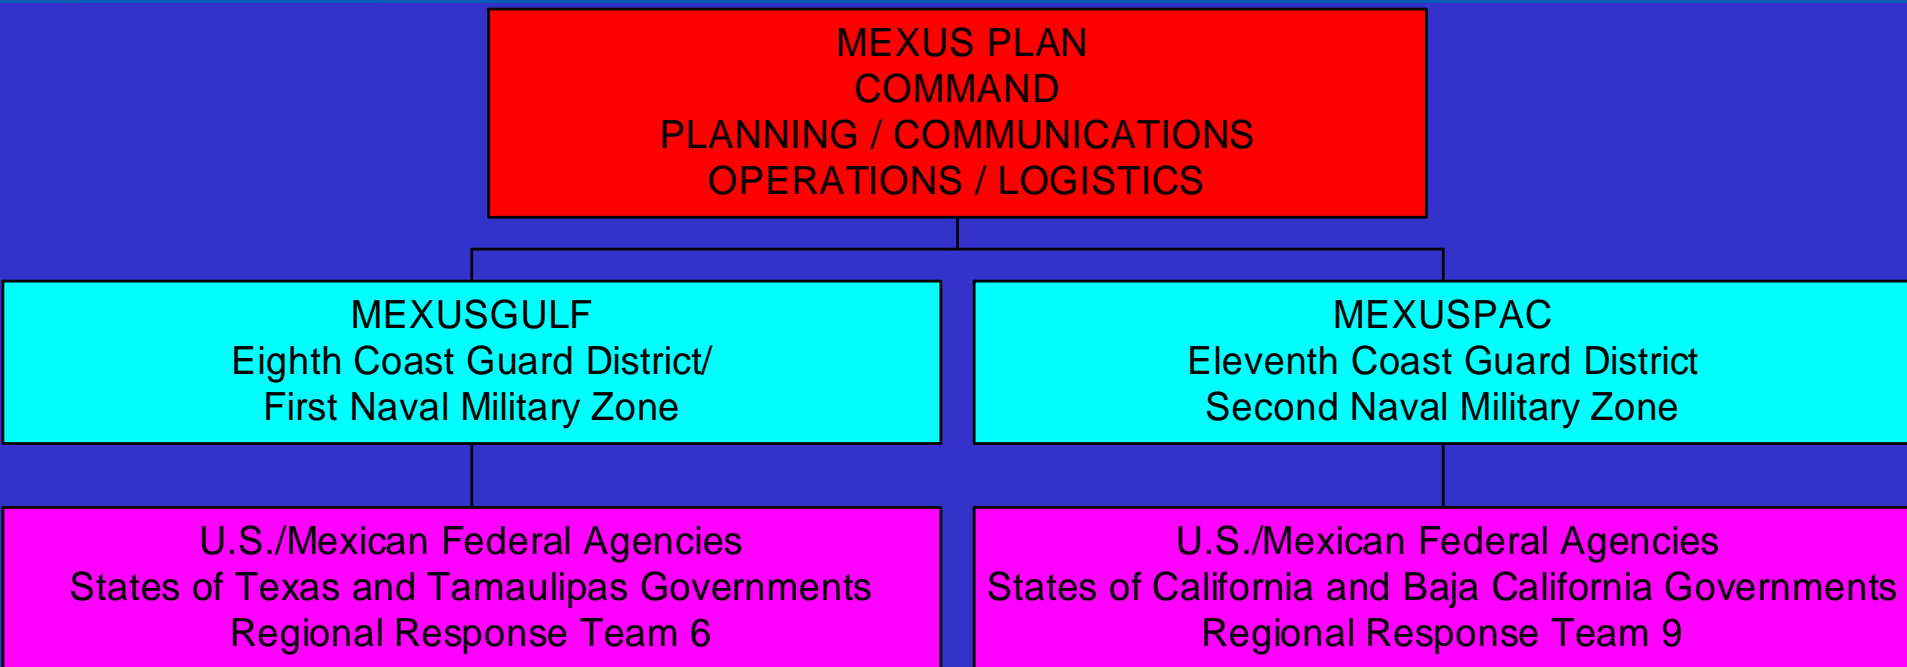 MEXUS PLAN
COMMAND
PLANNING / COMMUNICATIONS
OPERATIONS / LOGISTICS
MEXUSGULF
Eighth Coast Guard District/
First Naval Military Zone
MEXUSPAC
Eleventh Coast Guard District
Second Naval Military Zone
U.S./Mexican Federal Agencies
States of Texas and Tamaulipas Governments
Regional Response Team 6
U.S./Mexican Federal Agencies
States of California and Baja California Governments
Regional Response Team 9